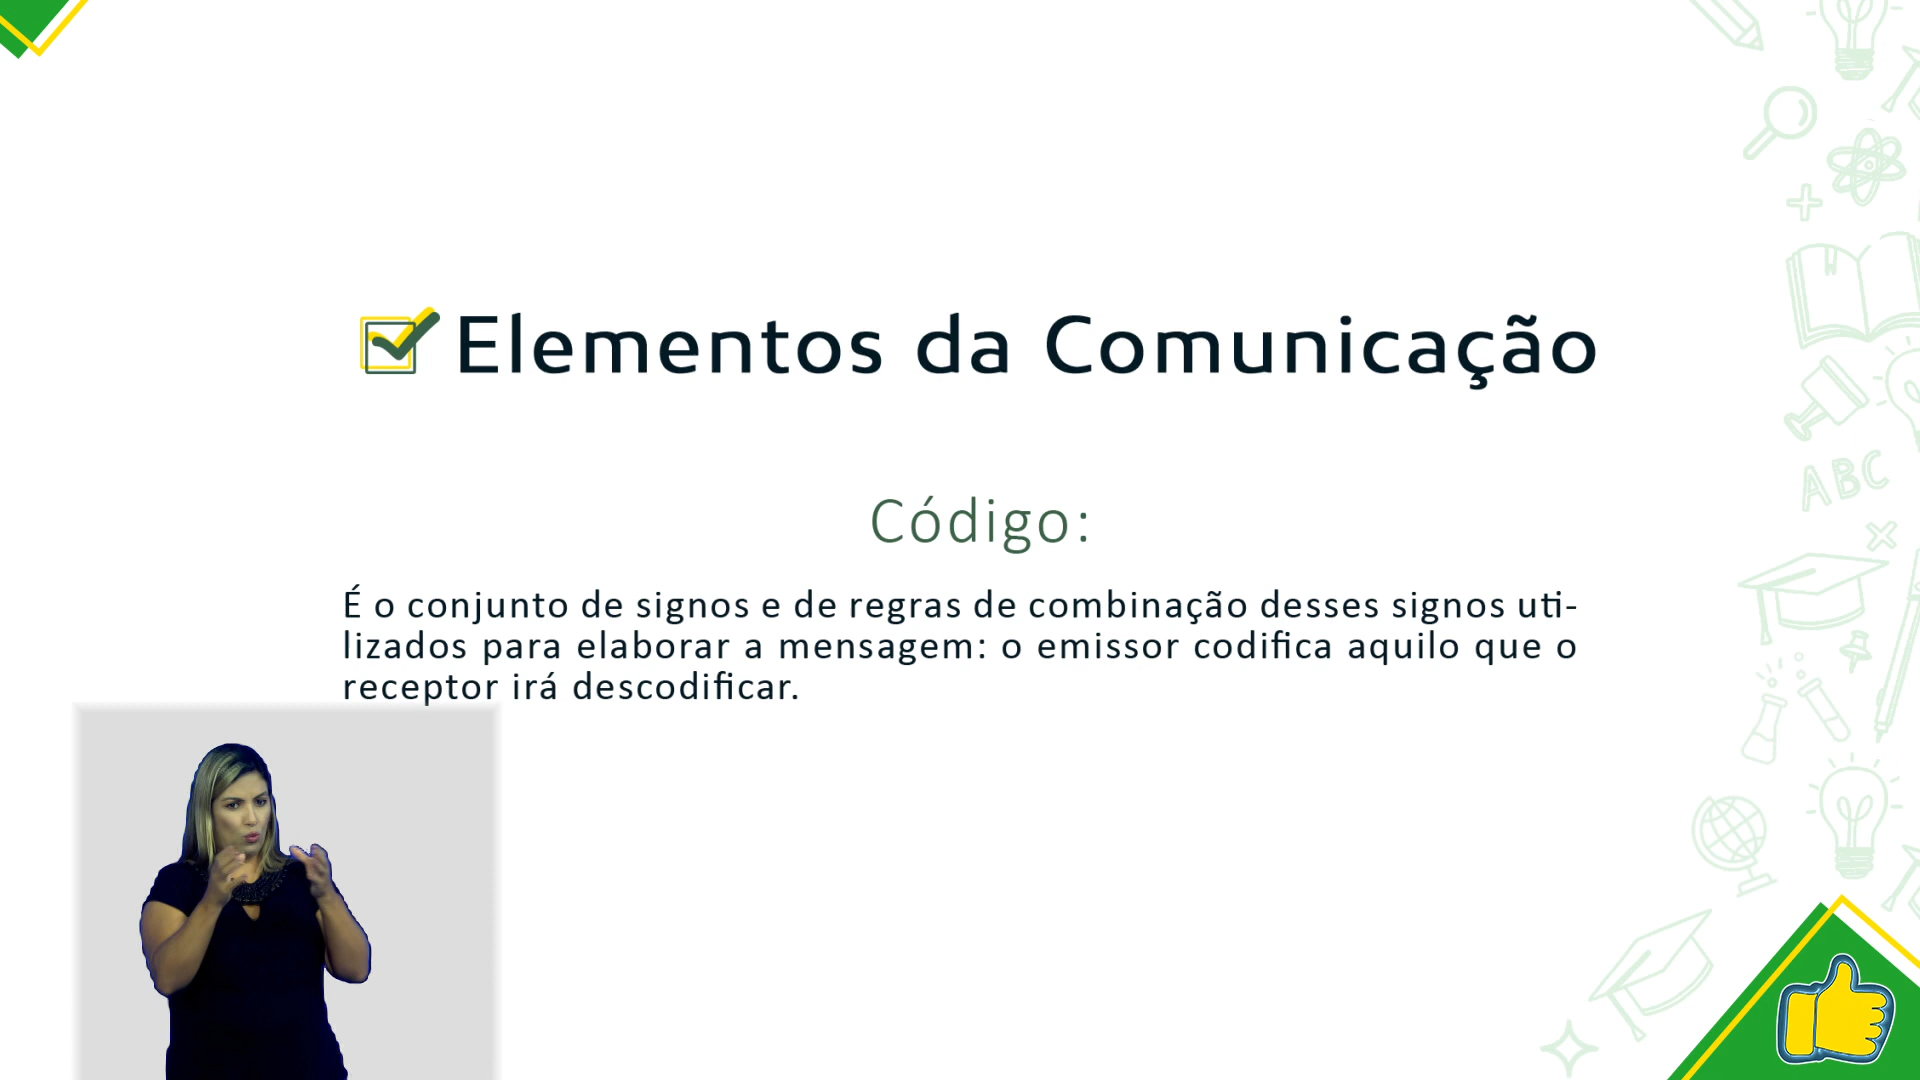 Elementos da Comunicação
Código:
É o conjunto de signos e de regras de combinação desses signos uti-
lizados para elaborar a mensagem: o emissor codifica aquilo que o
receptor irá descodificar.
ABC